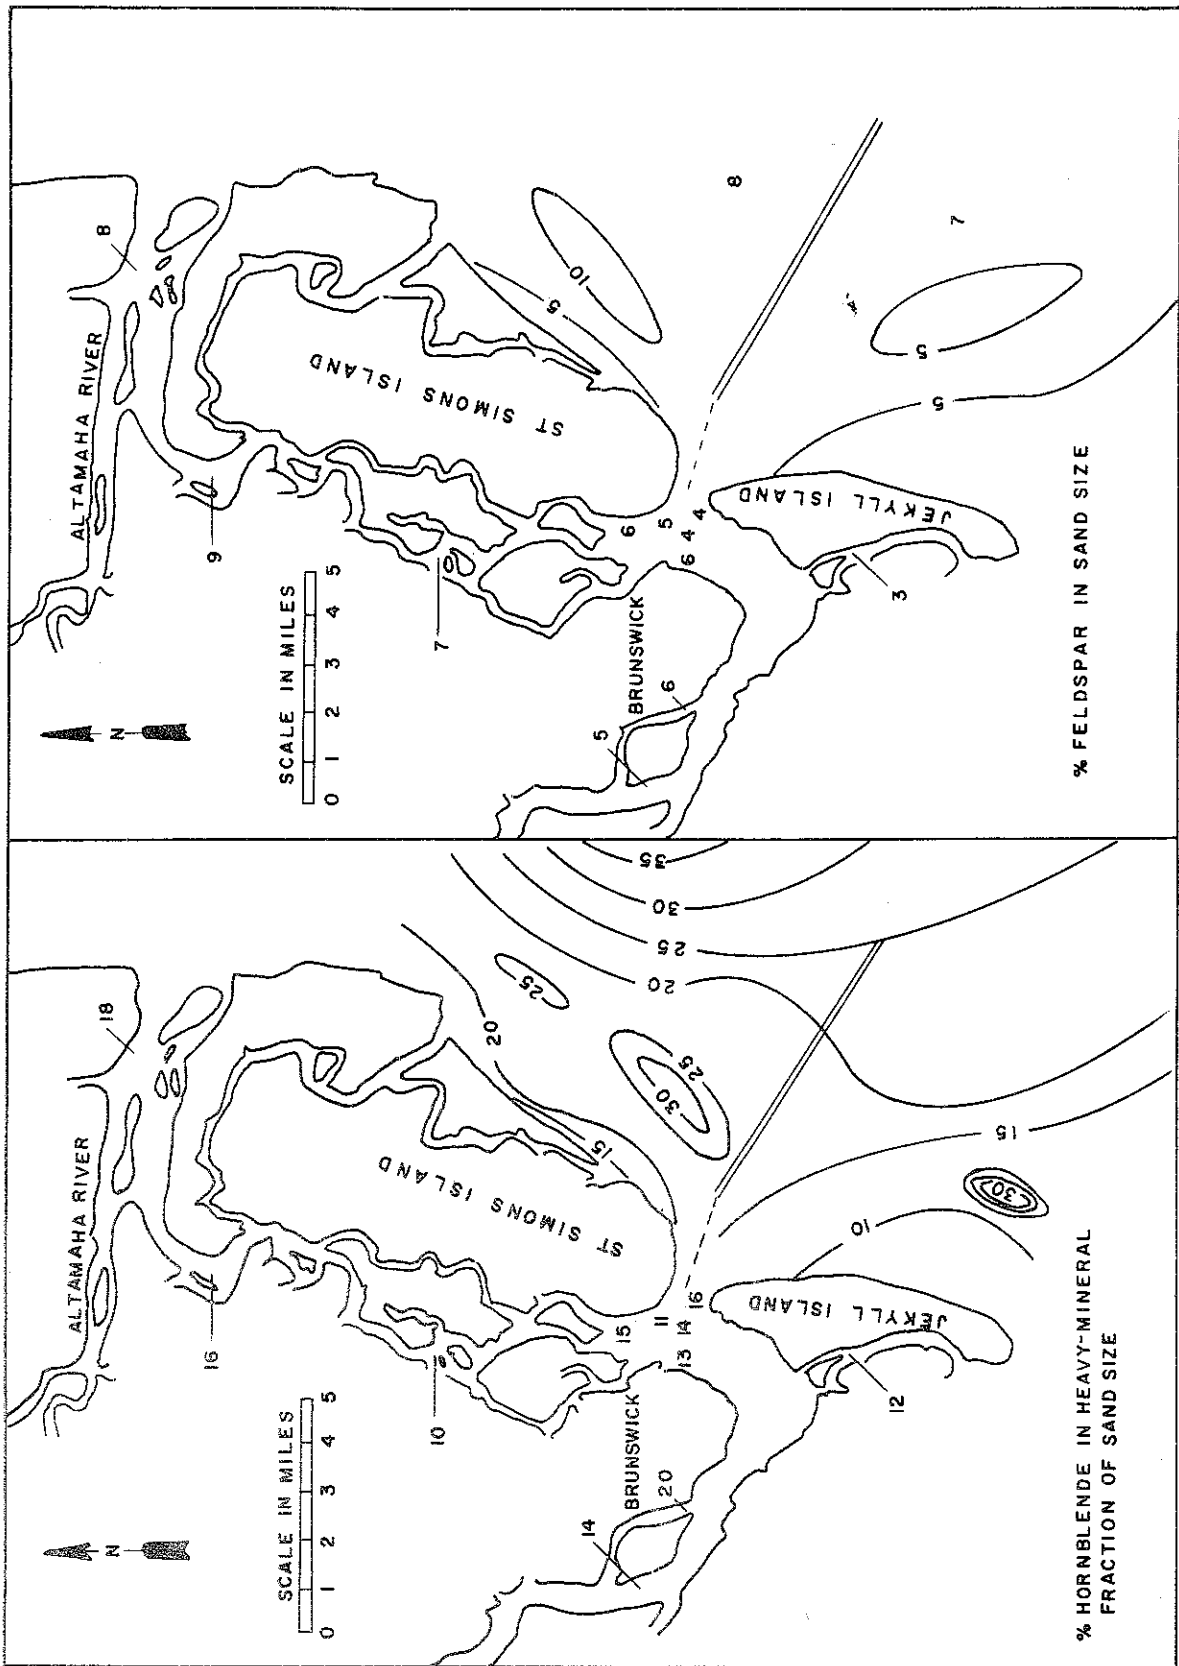 ALTAMAHA RIVER
18
16
10
N
SCALE IN MILES
0 1 2 3 4 5
ST SIMONS ISLAND
BRUNSWICK
14
20
15
11
13
14
16
12
JEKYLL ISLAND
15
20
25
25
30
20
25
30
35
15
10
30
% HORNBLENDE IN HEAVY-MINERAL
FRACTION OF SAND SIZE
ALTAMAHA RIVER
8
9
7
N
SCALE IN MILES
0 1 2 3 4 5
ST SIMONS ISLAND
BRUNSWICK
5
6
6
5
6
4
4
3
JEKYLL ISLAND
5
10
8
7
5
5
% FELDSPAR IN SAND SIZE